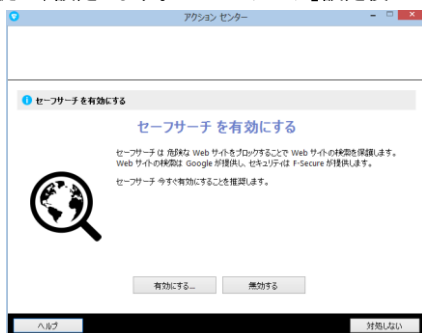 アクション センター
セーフサーチ を有効にする
セーフサーチ を有効にする
セーフサーチ は 危険な Web サイトをブロックすることで Web サイトの検索を保護します。
Web サイトの検索は Google が提供し、セキュリティは F-Secure が提供します。
セーフサーチ 今すぐ有効にすることを推奨します。
有効にする... 無効する
ヘルプ 対処しない